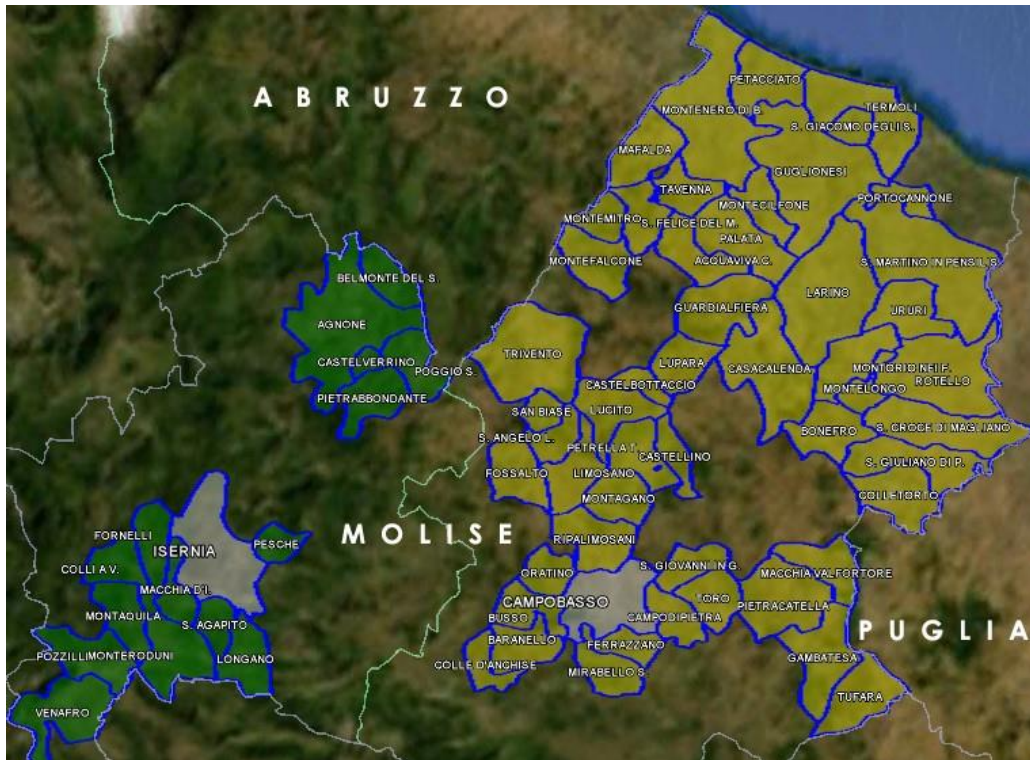 ABRUZZO
PETACCIATO
TERMOLI
MONTENERO DI B.
S. GIACOMO DEGLI S.
MAFALDA
GUGLIONESI
TAVENNA
PORTOCANNONE
MONTECILFONE
MONTEMITRO
S. FELICE DEL M.
PALATA
MONTEFALCONE
ACQUAVIVA C.
S. MARTINO IN PENSIL S.
BELMONTE DEL S.
LARINO
GUARDIALFIERA
URURI
AGNONE
TRIVENTO
CASTELVERRINO
LUPARA
CASACALENDA
MONTORIO NEI F.
POGGIO S.
ROTELLO
CASTELBOTTACCIO
MONTELONGO
PIETRABBONDANTE
SAN BIASE
LUCITO
BONEFRO
S. CROCE DI MAGLIANO
S. ANGELO L.
PETRELLA T.
CASTELLINO
S. GIULIANO DI P.
FOSSALTO
LIMOSANO
MONTAGANO
COLLETORTO
MOLISE
FORNELLI
ISERNIA
PESCHE
RIPALIMOSANI
COLLI A V.
ORATINO
S. GIOVANNI IN G.
MACCHIA VALFORTORE
MACCHIA D'I.
CAMPOBASSO
TORO
PIETRACATELLA
MONTAQUILA
S. AGAPITO
BUSSO
CAMPODIPIETRA
PUGLIA
BARANELLO
FERRAZZANO
POZZILLI
MONTERODUNI
LONGANO
COLLE D'ANCHISE
MIRABELLO S.
GAMBATESA
TUFARA
VENAFRO